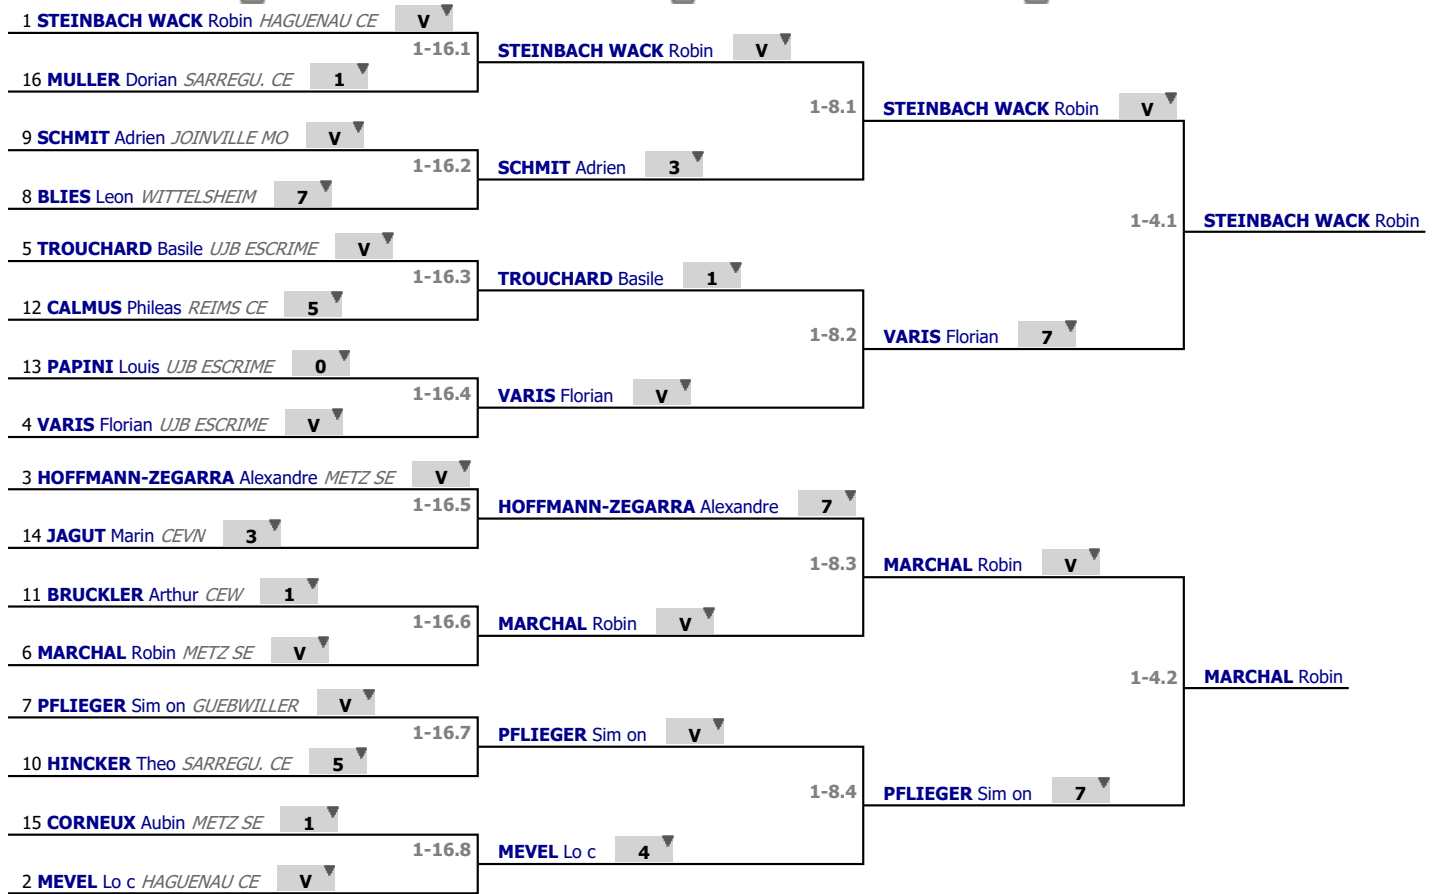 1 STEINBACH WACK Robin HAGUENAU CE V
1-16.1
16 MULLER Dorian SARREGU. CE 1
9 SCHMIT Adrien JOINVILLE MO V
1-16.2
8 BLIES Leon WITTELSHEIM 7
5 TROUCHARD Basile UJB ESCRIME V
1-16.3
12 CALMUS Phileas REIMS CE 5
13 PAPINI Louis UJB ESCRIME 0
1-16.4
4 VARIS Florian UJB ESCRIME V
3 HOFFMANN-ZEGARRA Alexandre METZ SE V
1-16.5
14 JAGUT Marin CEVN 3
11 BRUCKLER Arthur CEW 1
1-16.6
6 MARCHAL Robin METZ SE V
7 PFLIEGER Sim on GUEBWILLER V
1-16.7
10 HINCKER Theo SARREGU. CE 5
15 CORNEUX Aubin METZ SE 1
1-16.8
2 MEVEL Lo c HAGUENAU CE V
STEINBACH WACK Robin V
1-8.1
SCHMIT Adrien 3
TROUCHARD Basile 1
1-8.2
VARIS Florian V
HOFFMANN-ZEGARRA Alexandre 7
1-8.3
MARCHAL Robin V
PFLIEGER Sim on V
1-8.4
MEVEL Lo c 4
STEINBACH WACK Robin V
1-4.1
VARIS Florian 7
MARCHAL Robin V
1-4.2
PFLIEGER Sim on 7
STEINBACH WACK Robin
MARCHAL Robin